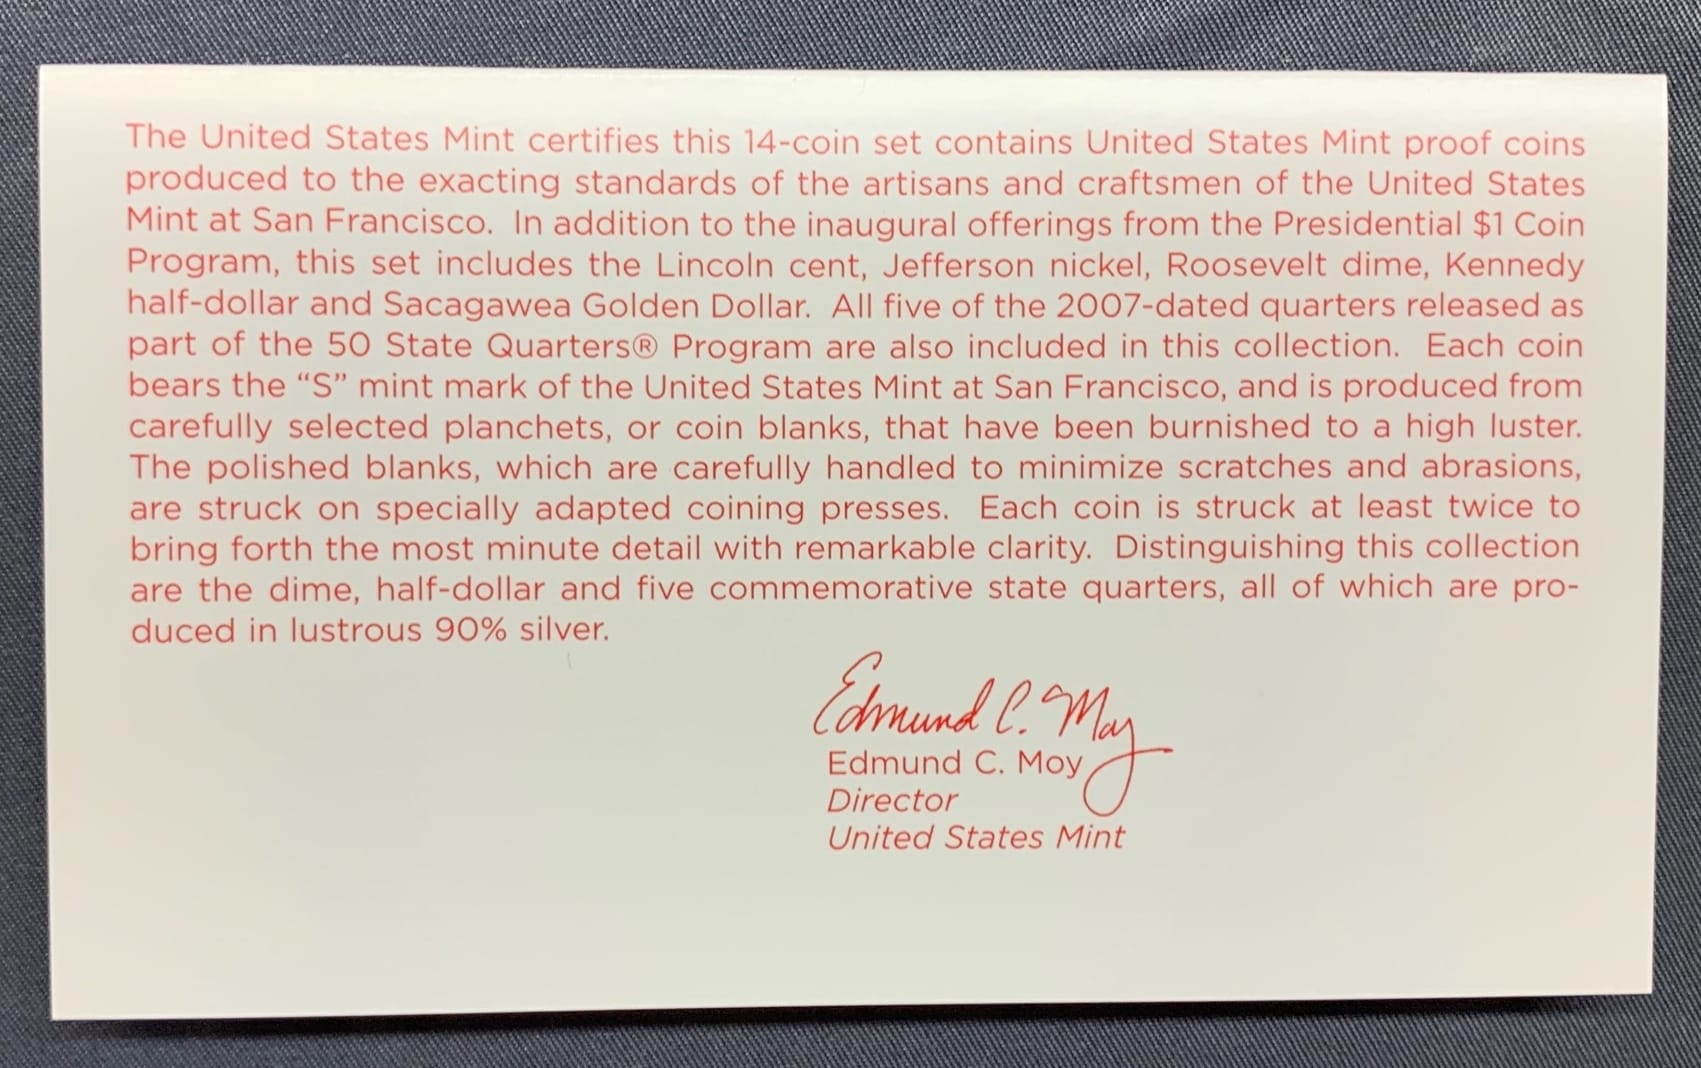 The United States Mint certifies this 14-coin set contains United States Mint proof coins
produced to the exacting standards of the artisans and craftsmen of the United States
Mint at San Francisco.  In addition to the inaugural offerings from the Presidential $1 Coin
Program, this set includes the Lincoln cent, Jefferson nickel, Roosevelt dime, Kennedy
half-dollar and Sacagawea Golden Dollar.  All five of the 2007-dated quarters released as
part of the 50 State Quarters® Program are also included in this collection.  Each coin
bears the “S” mint mark of the United States Mint at San Francisco, and is produced from
carefully selected planchets, or coin blanks, that have been burnished to a high luster.
The polished blanks, which are carefully handled to minimize scratches and abrasions,
are struck on specially adapted coining presses.  Each coin is struck at least twice to
bring forth the most minute detail with remarkable clarity.  Distinguishing this collection
are the dime, half-dollar and five commemorative state quarters, all of which are pro-
duced in lustrous 90% silver.
Edmund C. Moy
Edmund C. Moy
Director
United States Mint